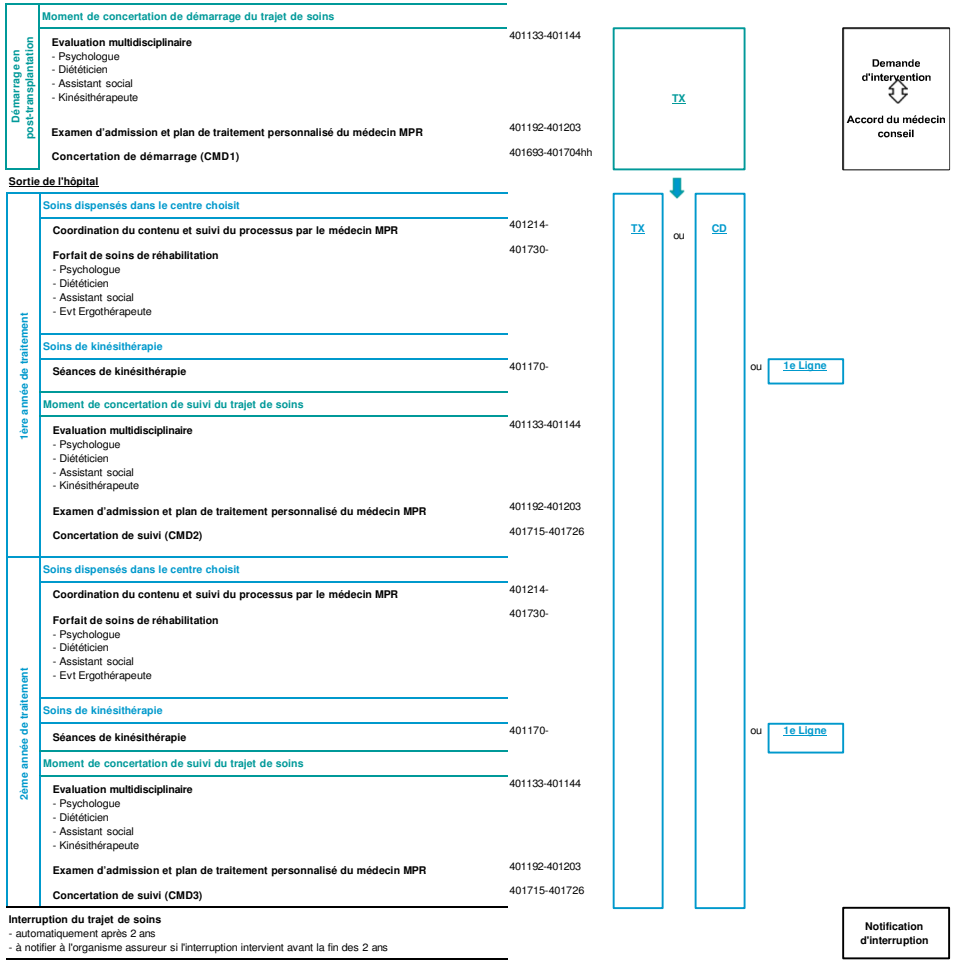 Moment de concertation de démarrage du trajet de soins
Démarrage en
post-transplantation
Evaluation multidisciplinaire
401133-401144
- Psychologue
- Diététicien
- Assistant social
- Kinésithérapeute
TX
Demande
d'intervention
Accord du médecin
conseil
Examen d'admission et plan de traitement personnalisé du médecin MPR
401192-401203
Concertation de démarrage (CMD1)
401693-401704hh
Sortie de l'hôpital
1ère année de traitement
Soins dispensés dans le centre choisit
Coordination du contenu et suivi du processus par le médecin MPR
401214-
TX
ou
CD
Forfait de soins de réhabilitation
401730-
- Psychologue
- Diététicien
- Assistant social
- Evt Ergothérapeute
Soins de kinésithérapie
Séances de kinésithérapie
401170-
ou
1e Ligne
Moment de concertation de suivi du trajet de soins
Evaluation multidisciplinaire
401133-401144
- Psychologue
- Diététicien
- Assistant social
- Kinésithérapeute
Examen d'admission et plan de traitement personnalisé du médecin MPR
401192-401203
Concertation de suivi (CMD2)
401715-401726
2ème année de traitement
Soins dispensés dans le centre choisit
Coordination du contenu et suivi du processus par le médecin MPR
401214-
Forfait de soins de réhabilitation
401730-
- Psychologue
- Diététicien
- Assistant social
- Evt Ergothérapeute
Soins de kinésithérapie
Séances de kinésithérapie
401170-
ou
1e Ligne
Moment de concertation de suivi du trajet de soins
Evaluation multidisciplinaire
401133-401144
- Psychologue
- Diététicien
- Assistant social
- Kinésithérapeute
Examen d'admission et plan de traitement personnalisé du médecin MPR
401192-401203
Concertation de suivi (CMD3)
401715-401726
Interruption du trajet de soins
- automatiquement après 2 ans
- à notifier à l'organisme assureur si l'interruption intervient avant la fin des 2 ans
Notification
d'interruption